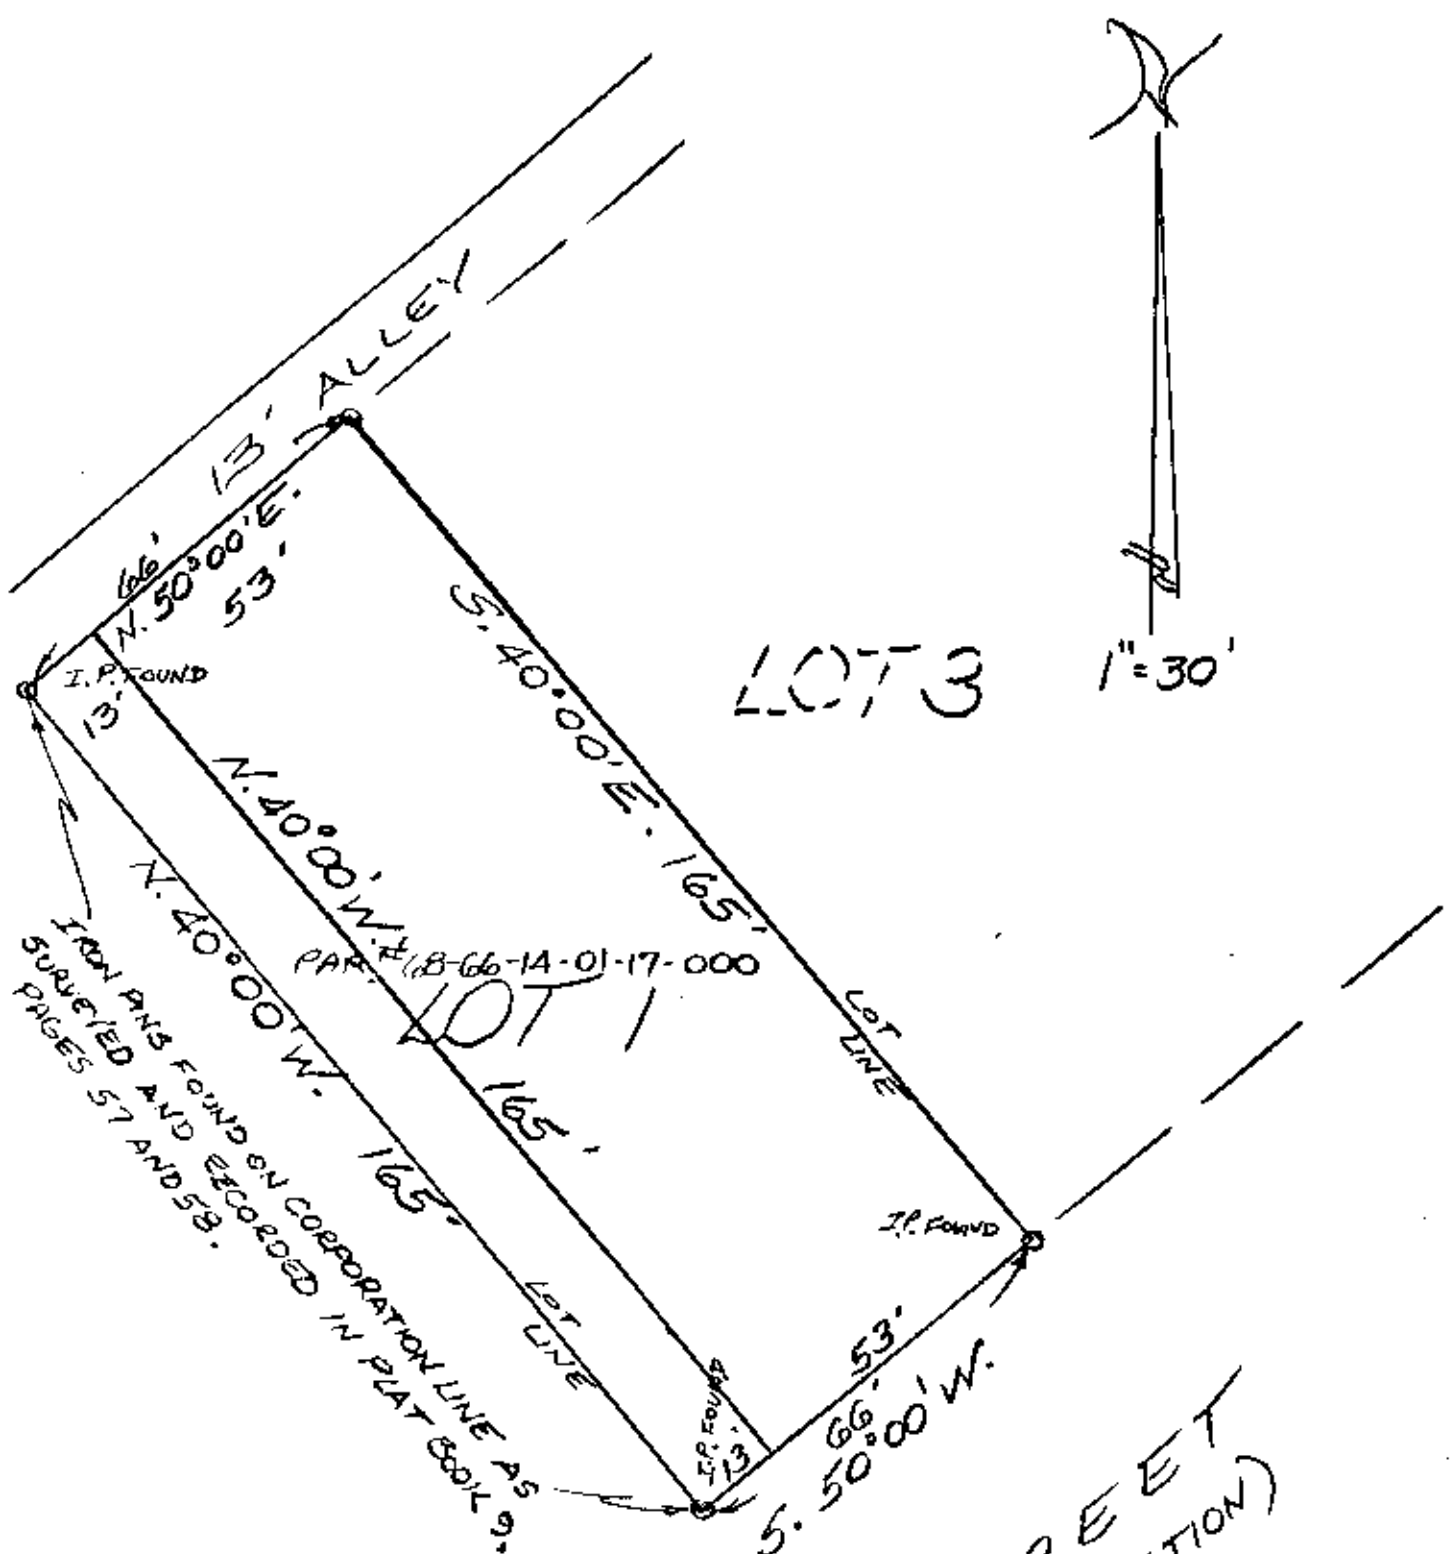 13' ALLEY
66'
N. 50°00' E.
53'
I.P. FOUND
13'
S. 40°00' E. 165'
LOT 3
1"=30'
N. 40°00' W.
165'
PAR. #
-66-14-01-17-000
LOT 1
N. 40°00' W.
165'
LOT
LINE
LOT
LINE
IRON PINS FOUND ON CORPORATION LINE AS
SURVEYED AND RECORDED IN PLAT BOOK 9,
PAGES 57 AND 58.
I.P. FOUND
I.P. FOUND
13'
53'
66'
S. 50°00' W.